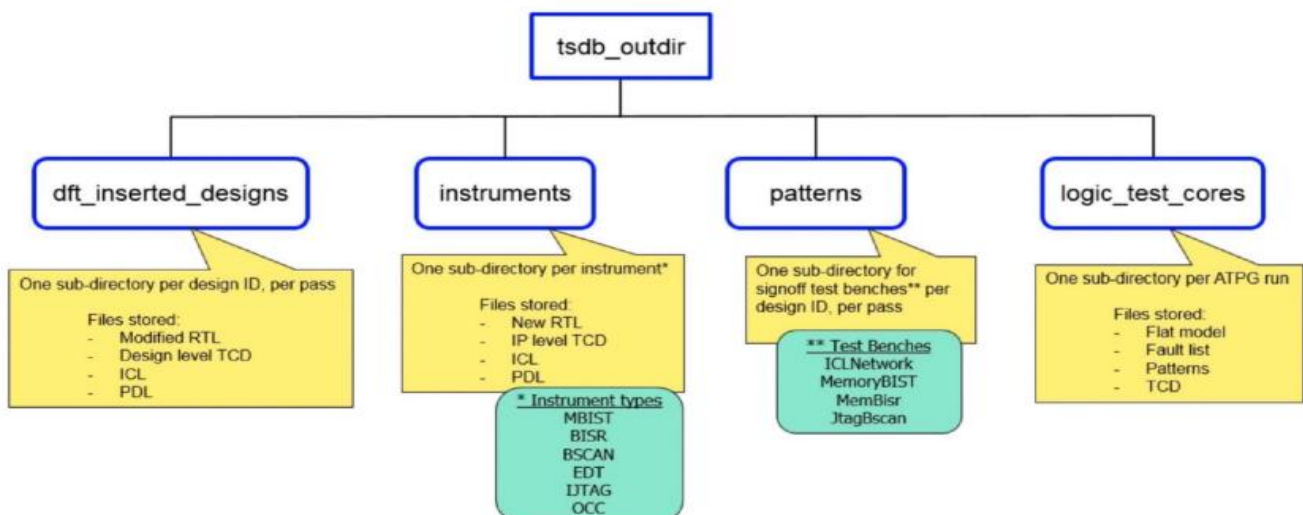 tsdb_outdir
dft_inserted_designs
instruments
patterns
logic_test_cores
One sub-directory per design ID, per pass
Files stored:
- Modified RTL
- Design level TCD
- ICL
- PDL
One sub-directory per instrument*
Files stored:
- New RTL
- IP level TCD
- ICL
- PDL
* Instrument types
MBIST
BISR
BSCAN
EDT
IJTAG
OCC
One sub-directory for
signoff test benches** per
design ID, per pass
** Test Benches
ICLNetwork
MemoryBIST
MemBisr
JtagBscan
One sub-directory per ATPG run
Files stored:
- Flat model
- Fault list
- Patterns
- TCD